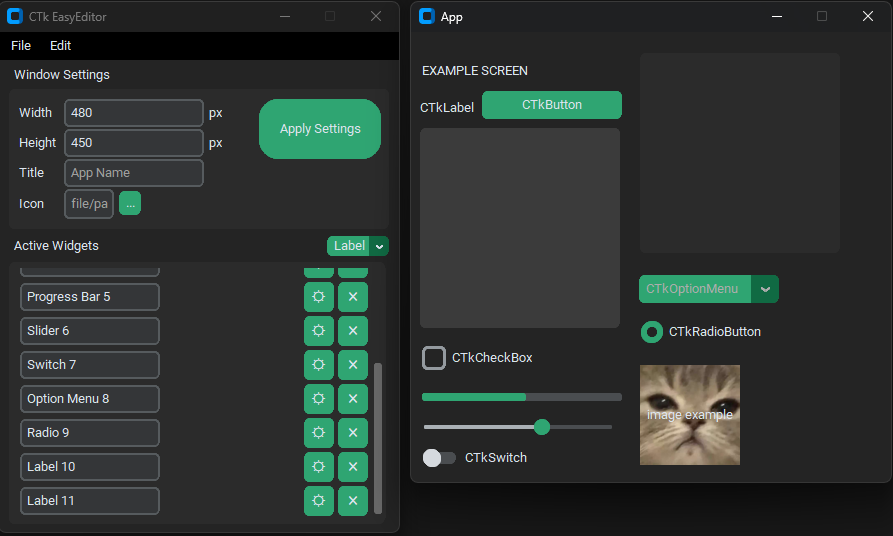 CTk EasyEditor
File Edit
Window Settings
Width 480 px
Height 450 px
Title App Name
Icon file/pa ...
Apply Settings
Active Widgets Label
Progress Bar 5
Slider 6
Switch 7
Option Menu 8
Radio 9
Label 10
Label 11
App
EXAMPLE SCREEN
CTkLabel CTkButton
CTkCheckBox
CTkSwitch
CTkOptionMenu
CTkRadioButton
image example